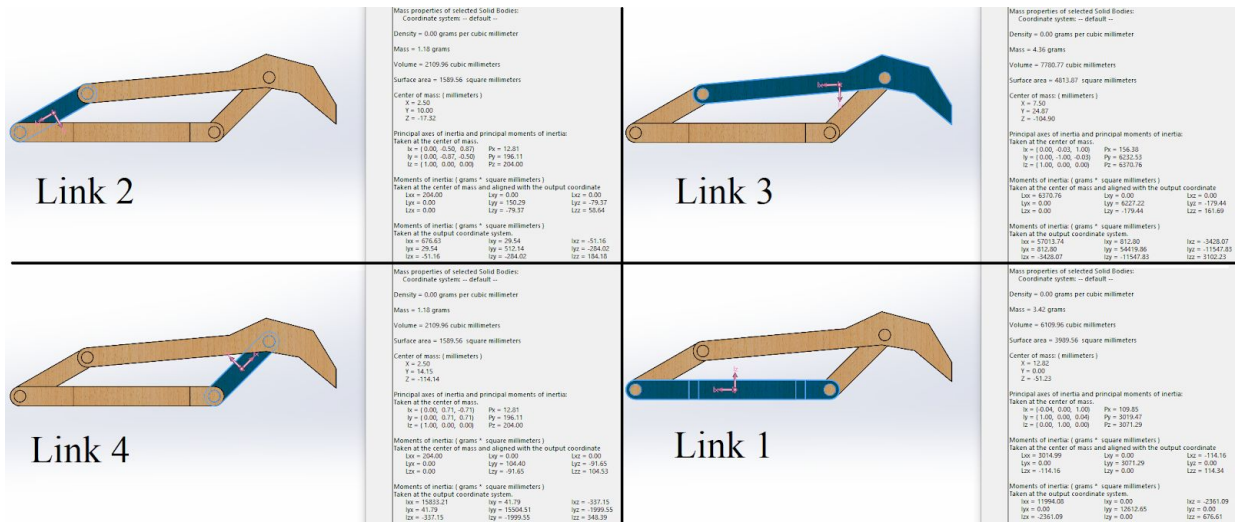 Mass properties of selected Solid Bodies:
Coordinate system: -- default --
Density = 0.00 grams per cubic millimeter
Mass = 1.18 grams
Volume = 2109.96 cubic millimeters
Surface area = 1589.56 square millimeters
Center of mass: ( millimeters )
X = 2.50
Y = 10.00
Z = -17.32
Principal axes of inertia and principal moments of inertia:
Taken at the center of mass.
Ix = ( 0.00, -0.50, 0.87) Px = 12.81
Iy = ( 0.00, -0.87, -0.50) Py = 196.11
Iz = ( 1.00, 0.00, 0.00) Pz = 204.00
Moments of inertia: ( grams * square millimeters )
Taken at the center of mass and aligned with the output coordinate
Lxx = 204.00 Lxy = 0.00 Lxz = 0.00
Lyx = 0.00 Lyy = 150.29 Lyz = -79.37
Lzx = 0.00 Lzy = -79.37 Lzz = 58.64
Moments of inertia: ( grams * square millimeters )
Taken at the output coordinate system.
Ixx = 676.63 Ixy = 29.54 Ixz = -51.16
Iyx = 29.54 Iyy = 512.14 Iyz = -284.02
Izx = -51.16 Izy = -284.02 Izz = 184.18
Link 2
Mass properties of selected Solid Bodies:
Coordinate system: -- default --
Density = 0.00 grams per cubic millimeter
Mass = 4.36 grams
Volume = 7780.77 cubic millimeters
Surface area = 4813.87 square millimeters
Center of mass: ( millimeters )
X = 7.50
Y = 24.87
Z = -104.90
Principal axes of inertia and principal moments of inertia:
Taken at the center of mass.
Ix = ( 0.00, -0.03, 1.00) Px = 156.38
Iy = ( 0.00, -1.00, -0.03) Py = 6232.53
Iz = ( 1.00, 0.00, 0.00) Pz = 6370.76
Moments of inertia: ( grams * square millimeters )
Taken at the center of mass and aligned with the output coordinate
Lxx = 6370.76 Lxy = 0.00 Lxz = 0.00
Lyx = 0.00 Lyy = 6227.22 Lyz = -179.44
Lzx = 0.00 Lzy = -179.44 Lzz = 161.69
Moments of inertia: ( grams * square millimeters )
Taken at the output coordinate system.
Ixx = 57013.74 Ixy = 812.80 Ixz = -3428.07
Iyx = 812.80 Iyy = 54419.86 Iyz = -11547.83
Izx = -3428.07 Izy = -11547.83 Izz = 3102.23
Link 3
Mass properties of selected Solid Bodies:
Coordinate system: -- default --
Density = 0.00 grams per cubic millimeter
Mass = 1.18 grams
Volume = 2109.96 cubic millimeters
Surface area = 1589.56 square millimeters
Center of mass: ( millimeters )
X = 2.50
Y = 14.15
Z = -114.14
Principal axes of inertia and principal moments of inertia:
Taken at the center of mass.
Ix = ( 0.00, 0.71, -0.71) Px = 12.81
Iy = ( 0.00, 0.71, 0.71) Py = 196.11
Iz = ( 1.00, 0.00, 0.00) Pz = 204.00
Moments of inertia: ( grams * square millimeters )
Taken at the center of mass and aligned with the output coordinate
Lxx = 204.00 Lxy = 0.00 Lxz = 0.00
Lyx = 0.00 Lyy = 104.40 Lyz = -91.65
Lzx = 0.00 Lzy = -91.65 Lzz = 104.53
Moments of inertia: ( grams * square millimeters )
Taken at the output coordinate system.
Ixx = 15833.21 Ixy = 41.79 Ixz = -337.15
Iyx = 41.79 Iyy = 15504.51 Iyz = -1999.55
Izx = -337.15 Izy = -1999.55 Izz = 348.39
Link 4
Mass properties of selected Solid Bodies:
Coordinate system: -- default --
Density = 0.00 grams per cubic millimeter
Mass = 3.42 grams
Volume = 6109.96 cubic millimeters
Surface area = 3989.56 square millimeters
Center of mass: ( millimeters )
X = 12.82
Y = 0.00
Z = -51.23
Principal axes of inertia and principal moments of inertia:
Taken at the center of mass.
Ix = (-0.04, 0.00, 1.00) Px = 109.85
Iy = ( 1.00, 0.00, 0.04) Py = 3019.47
Iz = ( 0.00, 1.00, 0.00) Pz = 3071.29
Moments of inertia: ( grams * square millimeters )
Taken at the center of mass and aligned with the output coordinate
Lxx = 3014.99 Lxy = 0.00 Lxz = -114.16
Lyx = 0.00 Lyy = 3071.29 Lyz = 0.00
Lzx = -114.16 Lzy = 0.00 Lzz = 114.34
Moments of inertia: ( grams * square millimeters )
Taken at the output coordinate system.
Ixx = 11994.08 Ixy = 0.00 Ixz = -2361.09
Iyx = 0.00 Iyy = 12612.65 Iyz = 0.00
Izx = -2361.09 Izy = 0.00 Izz = 676.61
Link 1